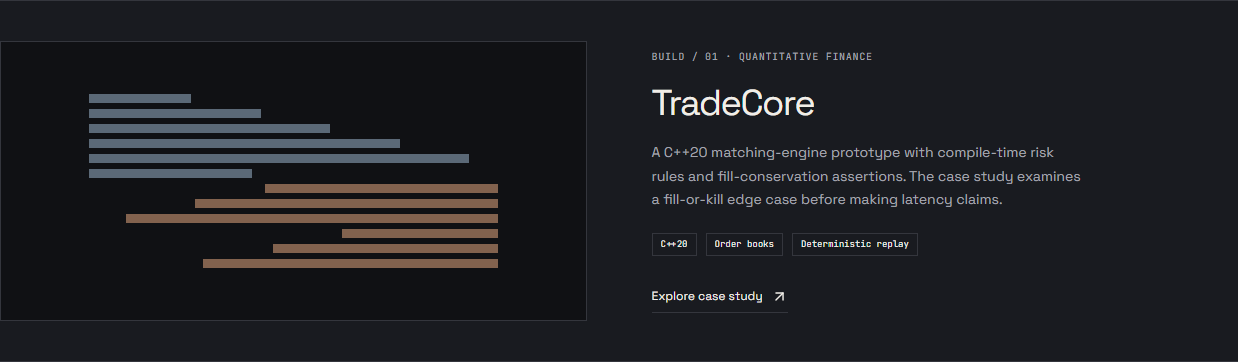 BUILD / 01 · QUANTITATIVE FINANCE
TradeCore
A C++20 matching-engine prototype with compile-time risk
rules and fill-conservation assertions. The case study examines
a fill-or-kill edge case before making latency claims.
C++20
Order books
Deterministic replay
Explore case study